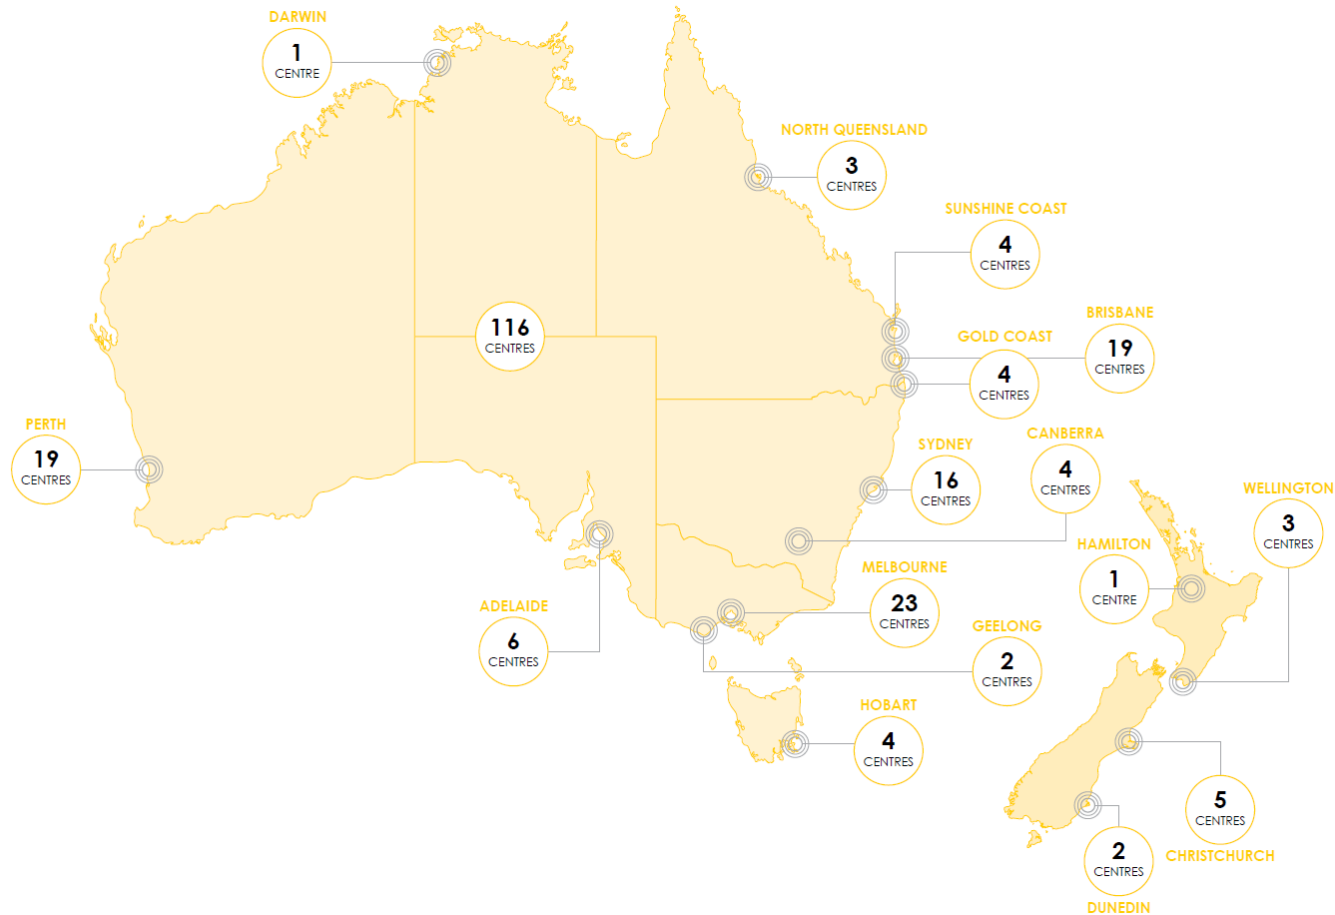 DARWIN
1
CENTRE
NORTH QUEENSLAND
3
CENTRES
SUNSHINE COAST
4
CENTRES
BRISBANE
19
CENTRES
GOLD COAST
4
CENTRES
116
CENTRES
PERTH
19
CENTRES
SYDNEY
16
CENTRES
CANBERRA
4
CENTRES
WELLINGTON
3
CENTRES
HAMILTON
1
CENTRE
MELBOURNE
23
CENTRES
ADELAIDE
6
CENTRES
GEELONG
2
CENTRES
HOBART
4
CENTRES
5
CENTRES
CHRISTCHURCH
2
CENTRES
DUNEDIN